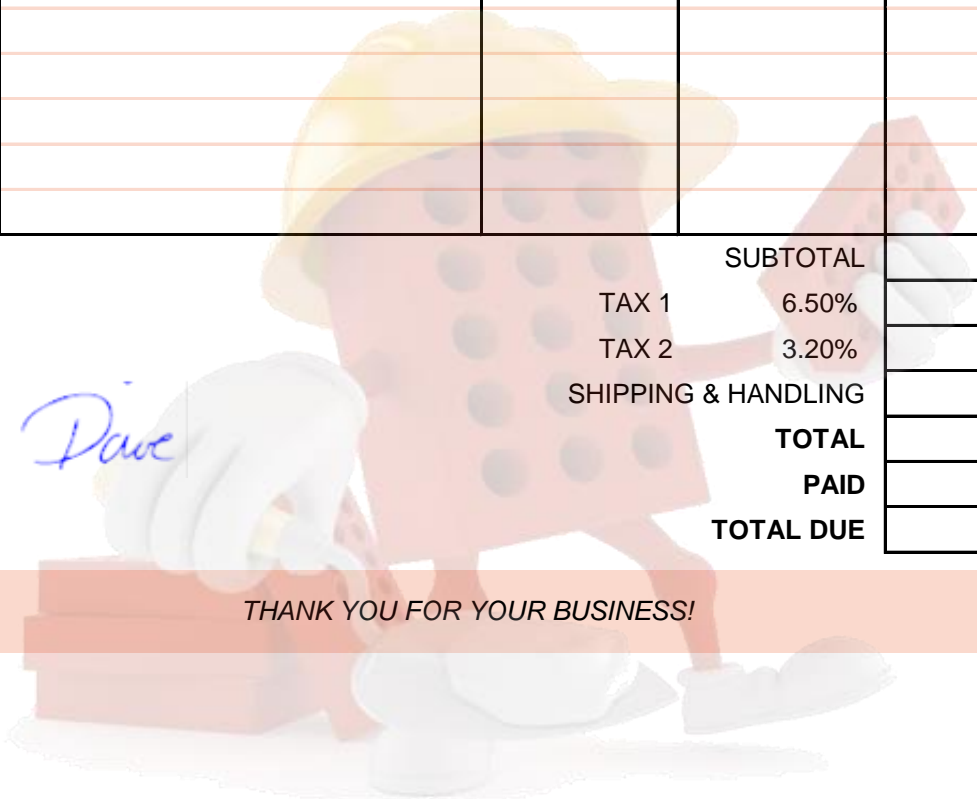 SUBTOTAL
TAX 1 6.50%
TAX 2 3.20%
SHIPPING & HANDLING
Dave
TOTAL
PAID
TOTAL DUE
THANK YOU FOR YOUR BUSINESS!